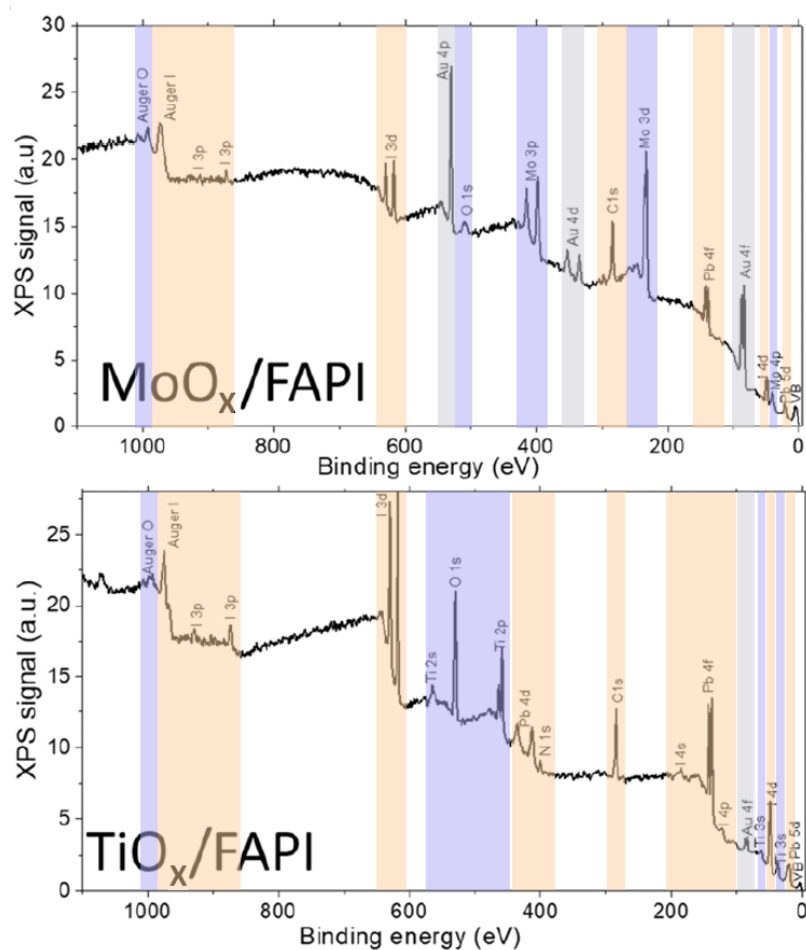 30
25
20
15
10
5
0
XPS signal (a.u)
Auger O
Auger I
I 3p
I 3p
I 3d
Au 4p
O 1s
Mo 3p
Au 4d
C1s
Mo 3d
Pb 4f
Au 4f
I 4d
Mo 4p
Pb 5d
VB
MoOx/FAPI
1000 800 600 400 200 0
Binding energy (eV)
25
20
15
10
5
0
XPS signal (a.u.)
Auger O
Auger I
I 3p
I 3p
I 3d
Ti 2s
O 1s
Ti 2p
Pb 4d
N 1s
C1s
I 4s
Pb 4f
I 4p
Au 4f
Ti 3s
I 4d
Ti 3s
Pb 5d
VB
TiOx/FAPI
1000 800 600 400 200 0
Binding energy (eV)